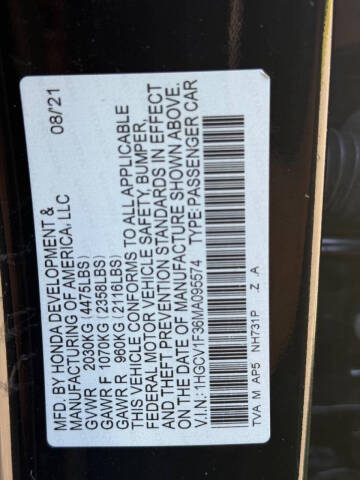 MFD. BY HONDA DEVELOPMENT & 08/21
MANUFACTURING OF AMERICA, LLC
GVWR 2030KG (4475LBS)
GAWR F 1070KG (2358LBS)
GAWR R 960KG (2116LBS)
THIS VEHICLE CONFORMS TO ALL APPLICABLE
FEDERAL MOTOR VEHICLE SAFETY, BUMPER,
AND THEFT PREVENTION STANDARDS IN EFFECT
ON THE DATE OF MANUFACTURE SHOWN ABOVE.
V.I.N.: 1HGCV1F36MA095574 TYPE:PASSENGER CAR
TVA M AP5 NH731P .Z .A